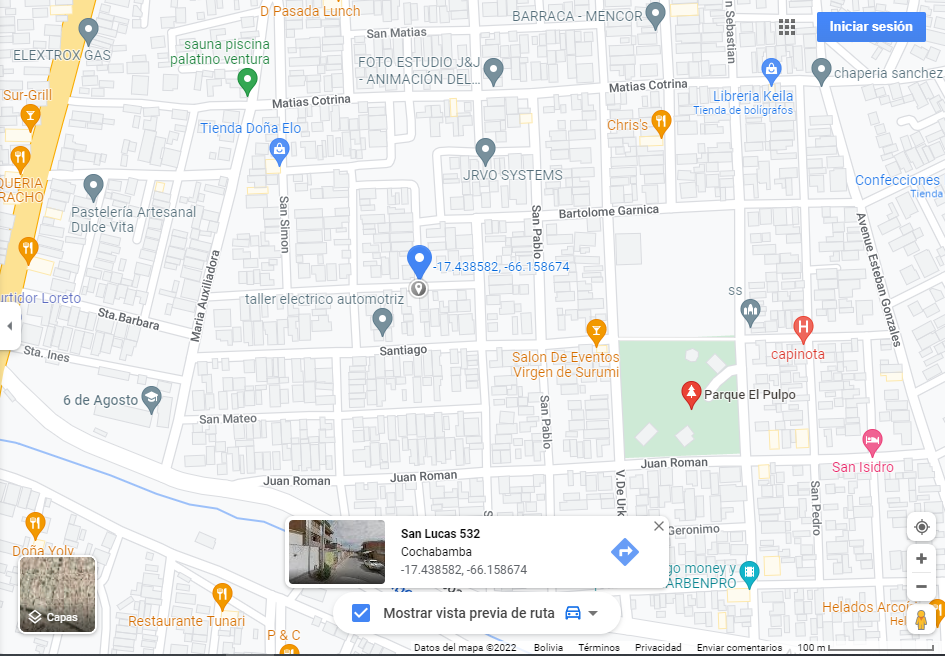 D Pasada Lunch
BARRACA - MENCOR
Iniciar sesión
San Matias
ELEXTROX GAS
sauna piscina
palatino ventura
FOTO ESTUDIO J&J
- ANIMACIÓN DEL...
n Sebastian
chaperia sanchez
Sur-Grill
Matias Cotrina
Matias Cotrina
Libreria Keila
Tienda de bolígrafos
Tienda Doña Elo
Chris's
JRVO SYSTEMS
QUERIA
RACHO
Confecciones
Tienda
Pastelería Artesanal
Dulce Vita
San Simon
San Pablo
Bartolome Garnica
Avenue Esteban Gonzales
Maria Auxiliadora
-17.438582, -66.158674
urtidor Loreto
taller electrico automotriz
ss
Sta.Barbara
Sta. Ines
Santiago
Salon De Eventos
Virgen de Surumi
H
capinota
6 de Agosto
Parque El Pulpo
San Mateo
San Pablo
Juan Roman
Juan Roman
Juan Roman
San Isidro
V.De Urk
San Pedro
San Lucas 532
Cochabamba
-17.438582, -66.158674
Geronimo
Doña Yoly
go money y
ARBENPRO
Capas
Restaurante Tunari
Mostrar vista previa de ruta
Helados Arcoi
Hel
P & C
Datos del mapa ©2022
Bolivia
Términos
Privacidad
Enviar comentarios
100 m